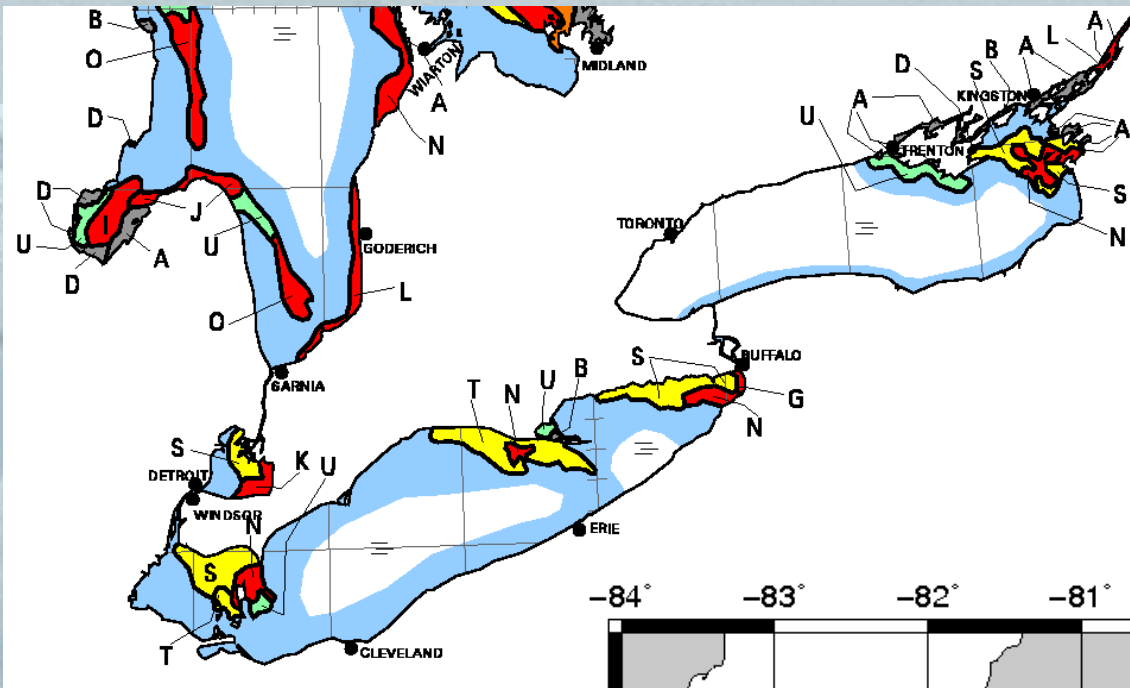 B
O
WIARTON
MIDLAND
A
N
D
D
J
I
U
U
D
A
GODERICH
L
O
SARNIA
A
L
A
B
S
D
KINGSTON
A
U
TRENTON
A
S
N
TORONTO
BUFFALO
S
B
U
N
T
G
N
S
K
U
DETROIT
WINDSOR
N
ERIE
S
T
CLEVELAND
-84°
-83°
-82°
-81°